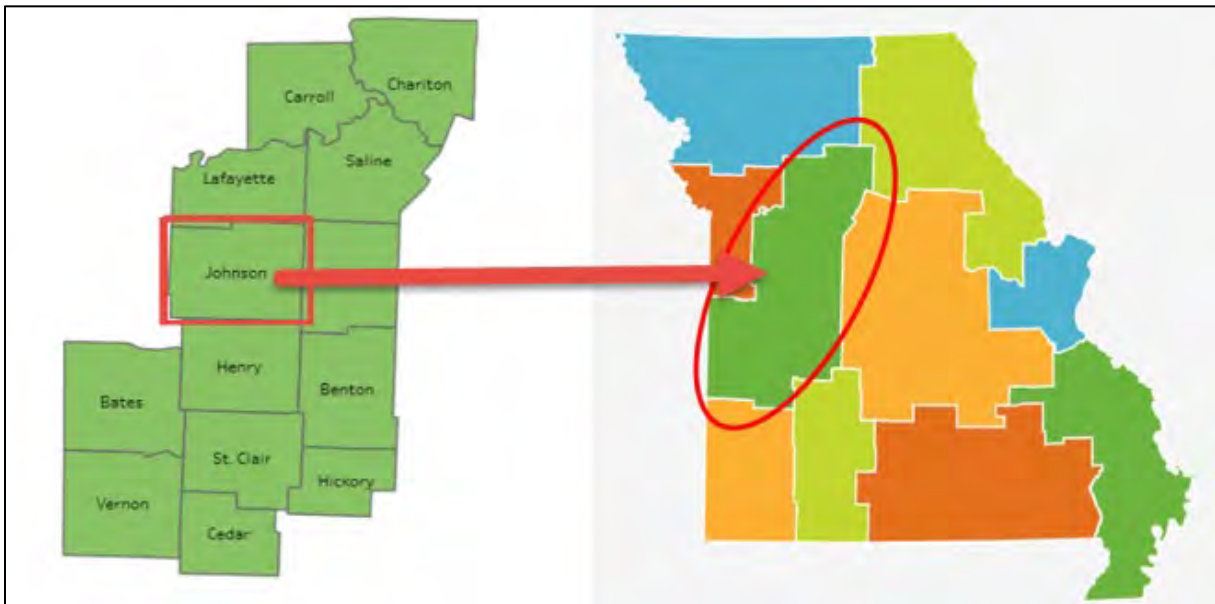 Chariton
Carroll
Saline
Lafayette
Johnson
Henry
Benton
Bates
St. Clair
Hickory
Vernon
Cedar